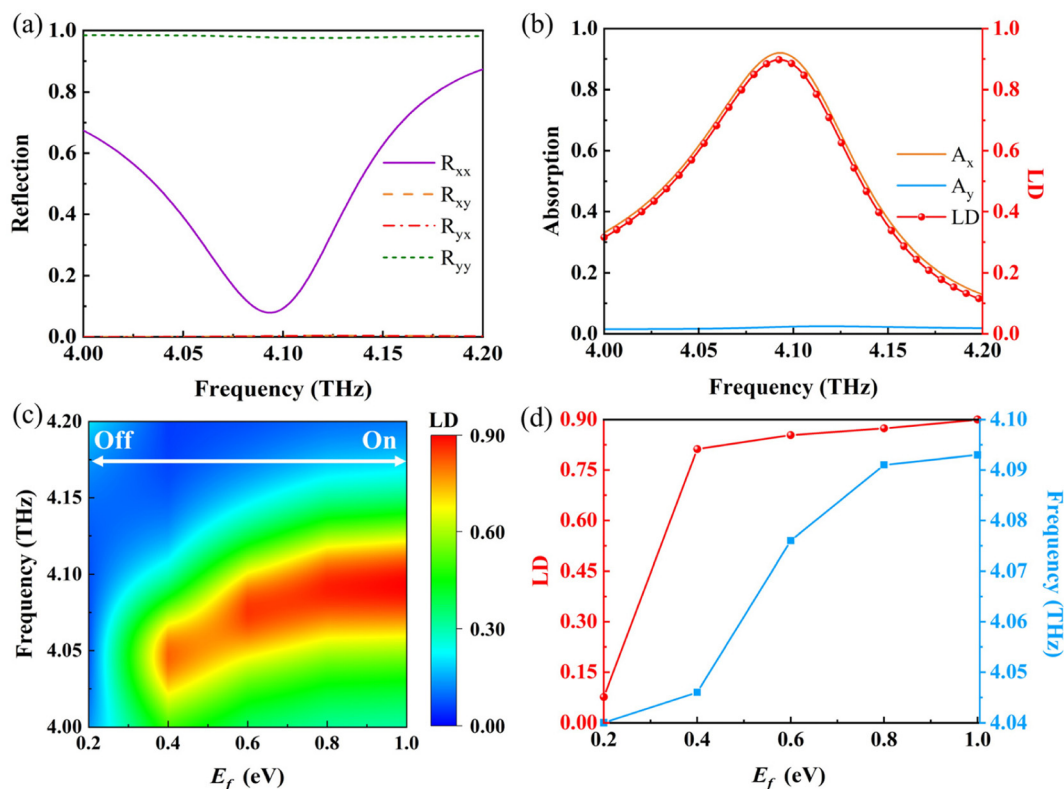 (a)
1.0
0.8
0.6
0.4
0.2
0.0
Reflection
R_xx
R_xy
R_yx
R_yy
4.00 4.05 4.10 4.15 4.20
Frequency (THz)
(b)
1.0
0.8
0.6
0.4
0.2
0.0
Absorption
A_x
A_y
LD
1.0
0.8
0.6
0.4
0.2
0.0
LD
4.00 4.05 4.10 4.15 4.20
Frequency (THz)
(c)
4.20
4.15
4.10
4.05
4.00
Frequency (THz)
Off On
LD
0.90
0.60
0.30
0.00
0.2 0.4 0.6 0.8 1.0
E_f (eV)
(d)
0.90
0.75
0.60
0.45
0.30
0.15
0.00
LD
4.10
4.09
4.08
4.07
4.06
4.05
4.04
Frequency (THz)
0.2 0.4 0.6 0.8 1.0
E_f (eV)